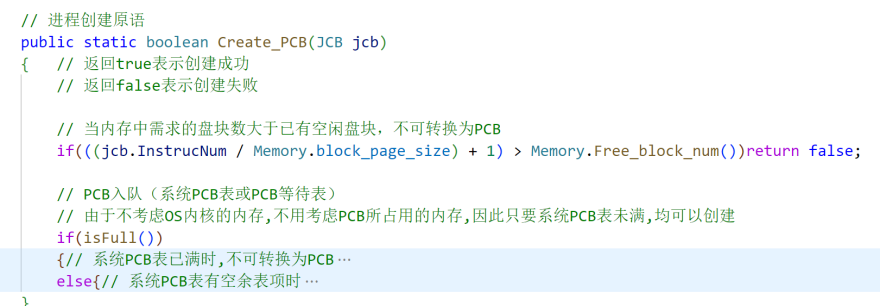 // 进程创建原语
public static boolean Create_PCB(JCB jcb)
{   // 返回true表示创建成功
    // 返回false表示创建失败
    // 当内存中需求的盘块数大于已有空闲盘块，不可转换为PCB
    if(((jcb.InstrucNum / Memory.block_page_size) + 1) > Memory.Free_block_num())return false;
    // PCB入队（系统PCB表或PCB等待表）
    // 由于不考虑OS内核的内存,不用考虑PCB所占用的内存,因此只要系统PCB表未满,均可以创建
    if(isFull())
    {// 系统PCB表已满时,不可转换为PCB…
    else{// 系统PCB表有空余表项时…
}